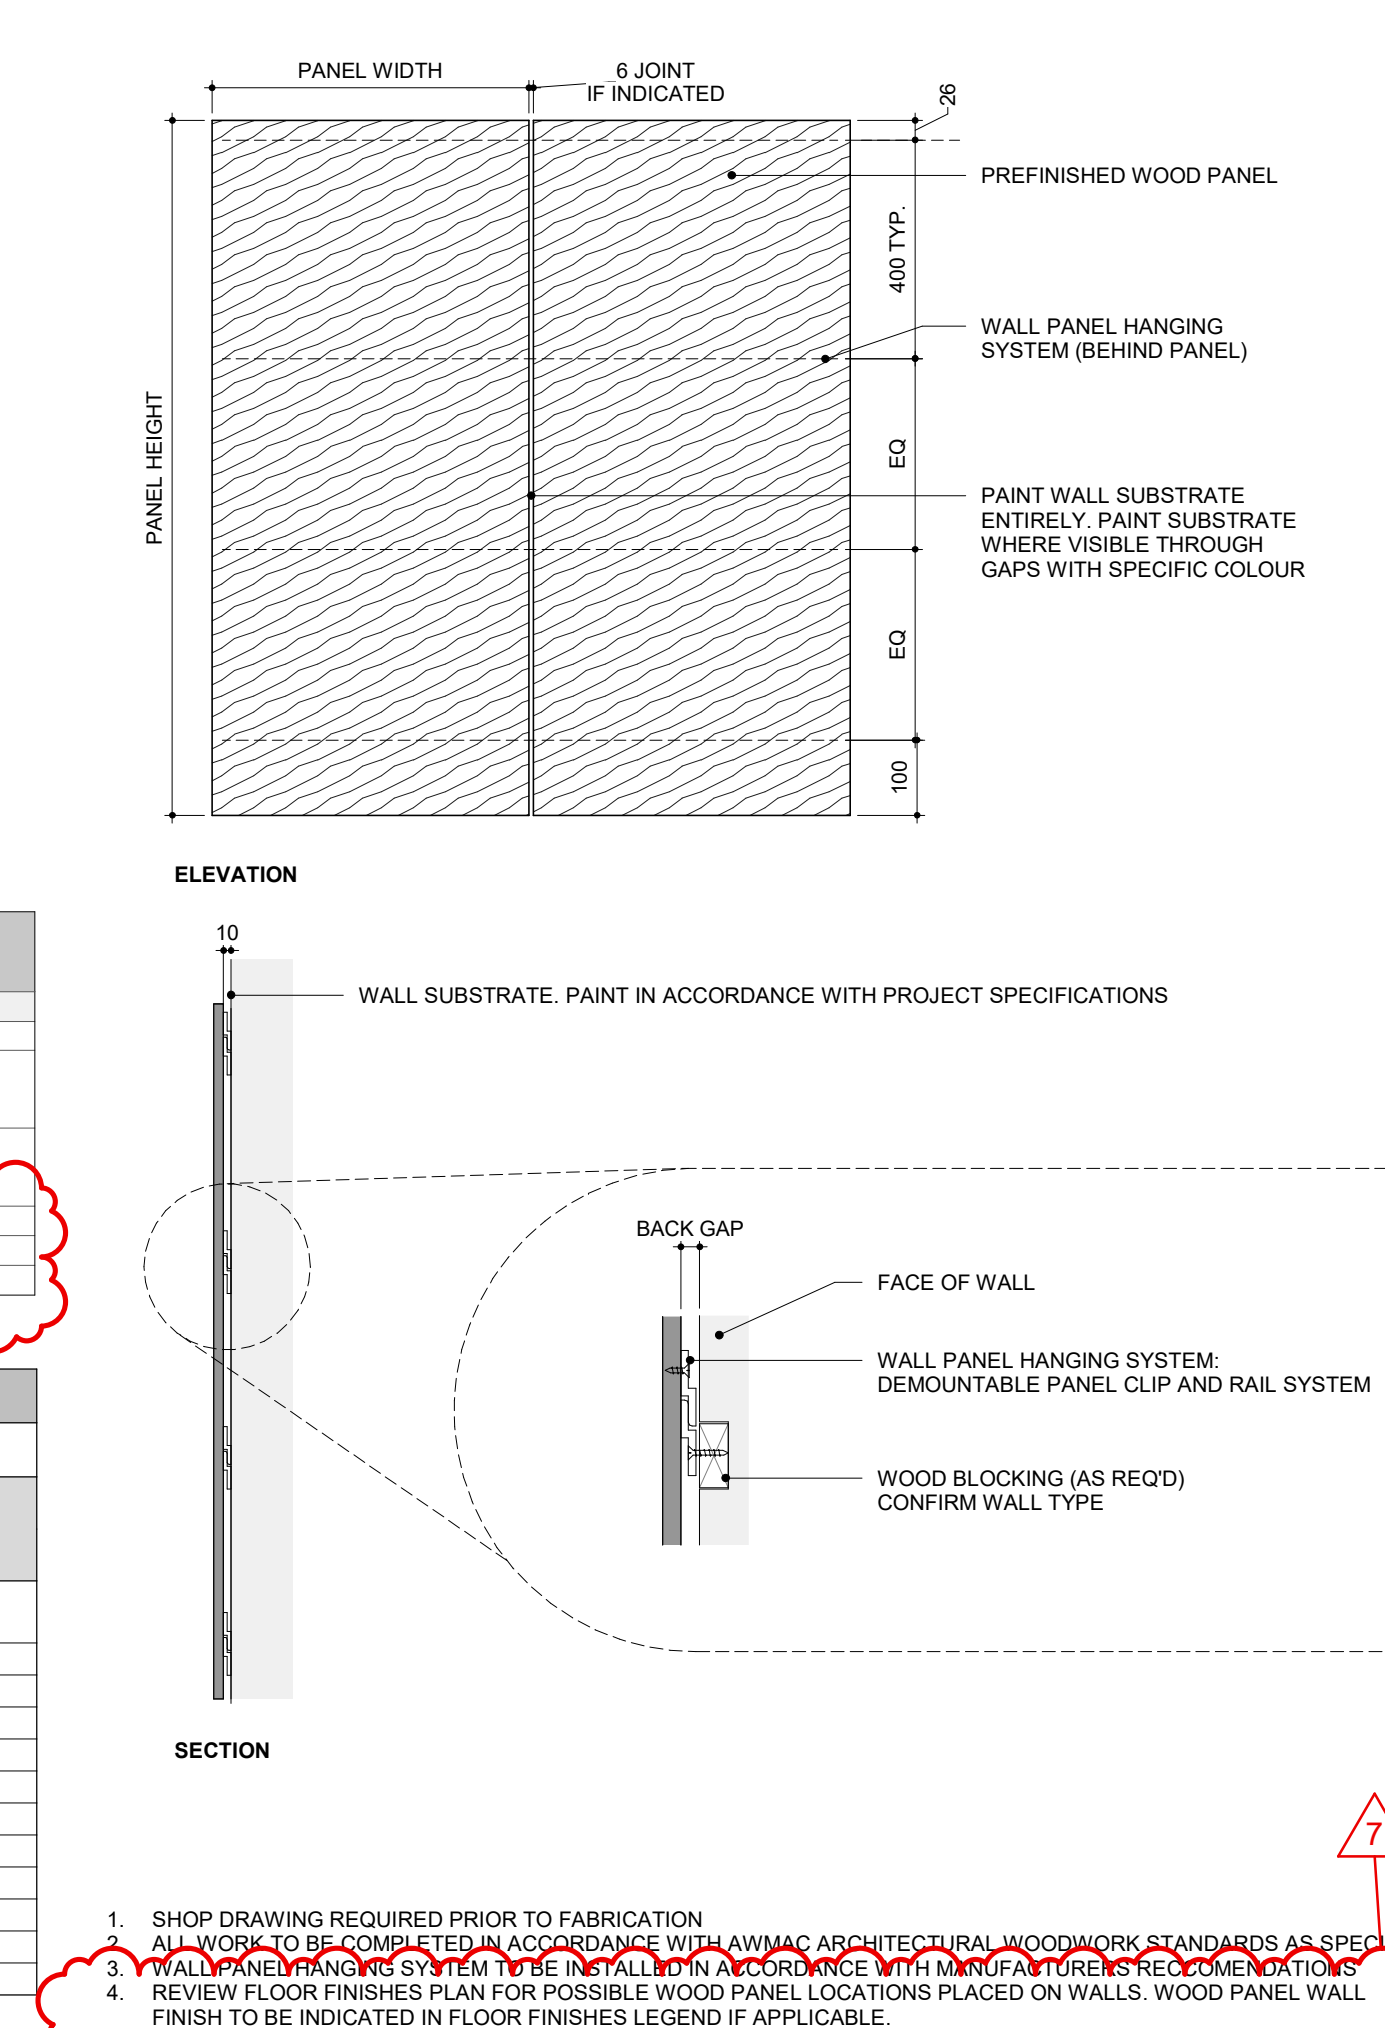 PANEL WIDTH
6 JOINT
IF INDICATED
26
PREFINISHED WOOD PANEL
400 TYP.
WALL PANEL HANGING
SYSTEM (BEHIND PANEL)
PANEL HEIGHT
EQ
PAINT WALL SUBSTRATE
ENTIRELY. PAINT SUBSTRATE
WHERE VISIBLE THROUGH
GAPS WITH SPECIFIC COLOUR
EQ
100
ELEVATION
10
WALL SUBSTRATE. PAINT IN ACCORDANCE WITH PROJECT SPECIFICATIONS
BACK GAP
FACE OF WALL
WALL PANEL HANGING SYSTEM:
DEMOUNTABLE PANEL CLIP AND RAIL SYSTEM
WOOD BLOCKING (AS REQ'D)
CONFIRM WALL TYPE
SECTION
7
1. SHOP DRAWING REQUIRED PRIOR TO FABRICATION
2. ALL WORK TO BE COMPLETED IN ACCORDANCE WITH AWMAC ARCHITECTURAL WOODWORK STANDARDS AS
3. WALL PANEL HANGING SYSTEM TO BE INSTALLED IN ACCORDANCE WITH MANUFACTURERS RECCOMENDATIONS
4. REVIEW FLOOR FINISHES PLAN FOR POSSIBLE WOOD PANEL LOCATIONS PLACED ON WALLS. WOOD PANEL WALL
FINISH TO BE INDICATED IN FLOOR FINISHES LEGEND IF APPLICABLE.